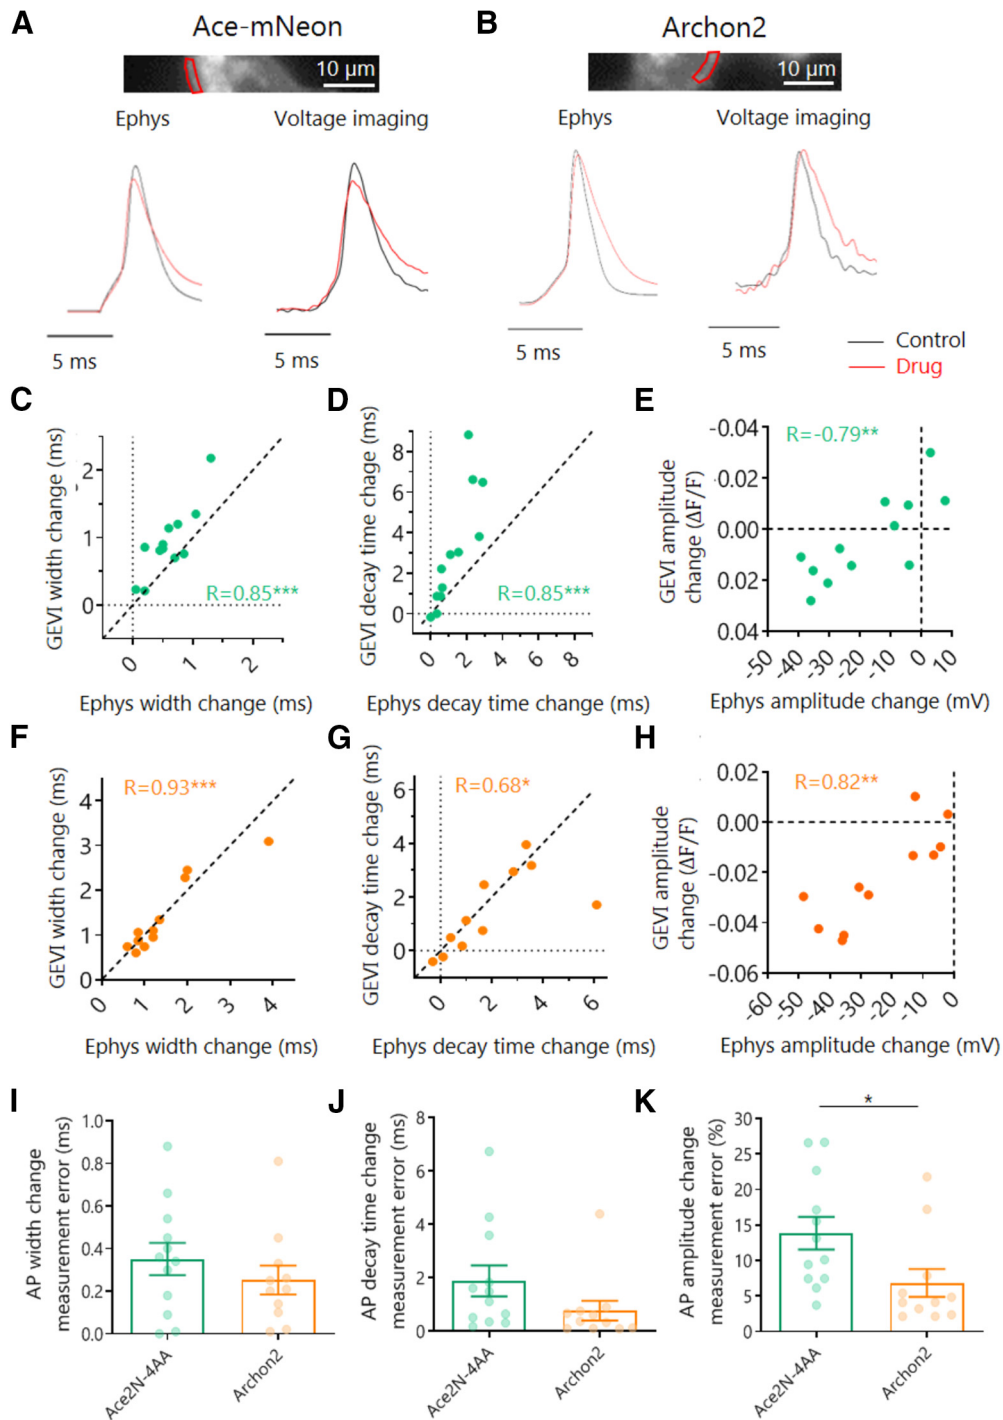 A
Ace-mNeon
B
Archon2
10 μm
10 μm
Ephys
Voltage imaging
Ephys
Voltage imaging
5 ms
5 ms
5 ms
5 ms
Control
Drug
C
GEVI width change (ms)
2
1
0
0
1
2
R=0.85***
Ephys width change (ms)
D
GEVI decay time chage (ms)
8
6
4
2
0
0
2
4
6
8
R=0.85***
Ephys decay time change (ms)
E
GEVI amplitude
change (ΔF/F)
-0.04
-0.02
0.00
0.02
0.04
-50
-40
-30
-20
-10
0
10
R=-0.79**
Ephys amplitude change (mV)
F
GEVI width change (ms)
4
3
2
1
0
0
1
2
3
4
R=0.93***
Ephys width change (ms)
G
GEVI decay time chage (ms)
6
4
2
0
0
2
4
6
R=0.68*
Ephys decay time change (ms)
H
GEVI amplitude
change (ΔF/F)
0.02
0.00
-0.02
-0.04
-0.06
-60
-50
-40
-30
-20
-10
0
R=0.82**
Ephys amplitude change (mV)
I
AP width change
measurement error (ms)
1.0
0.8
0.6
0.4
0.2
0.0
Ace2N-4AA
Archon2
J
AP decay time change
measurement error (ms)
8
6
4
2
0
Ace2N-4AA
Archon2
K
AP amplitude change
measurement error (%)
30
25
20
15
10
5
0
*
Ace2N-4AA
Archon2